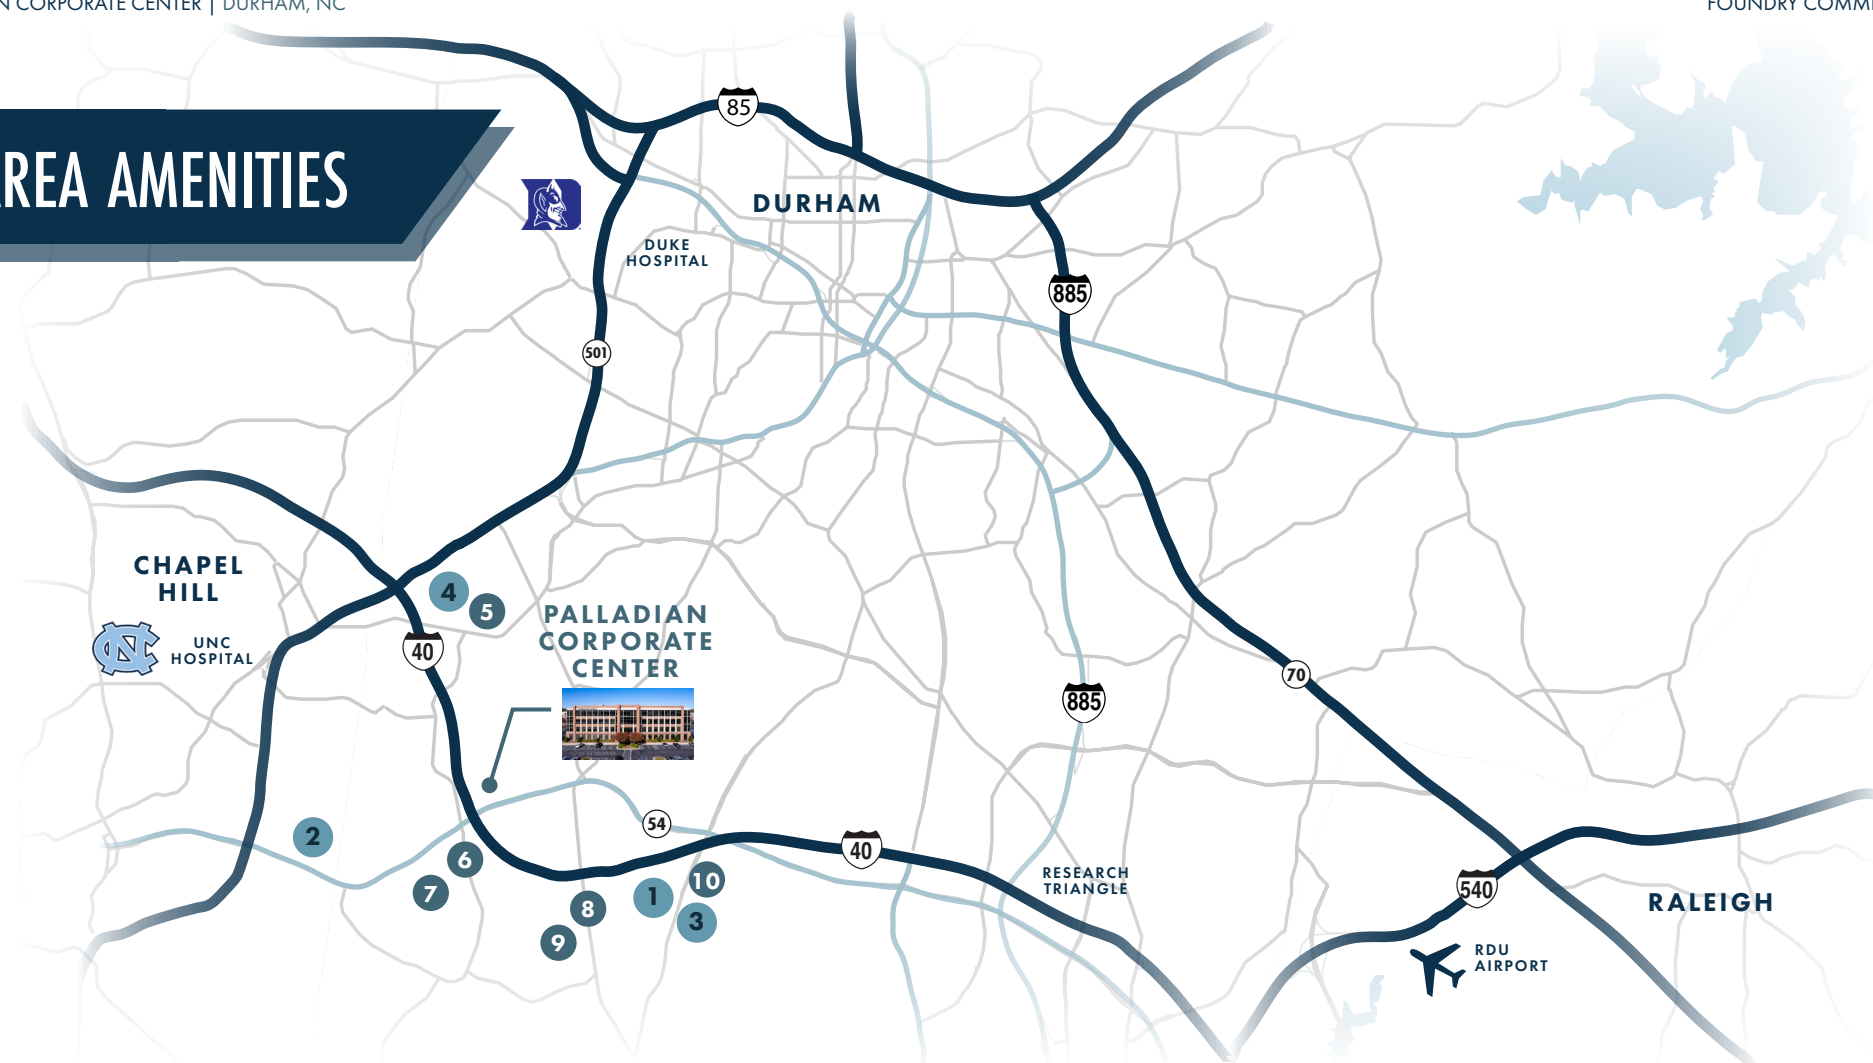 CORPORATE CENTER | DURHAM, NC
FOUNDRY
AREA AMENITIES
85
DURHAM
DUKE
HOSPITAL
885
501
CHAPEL
HILL
UNC
HOSPITAL
NC
4
5
40
PALLADIAN
CORPORATE
CENTER
70
885
2
54
6
7
40
10
1
8
3
9
RESEARCH
TRIANGLE
540
RALEIGH
RDU
AIRPORT